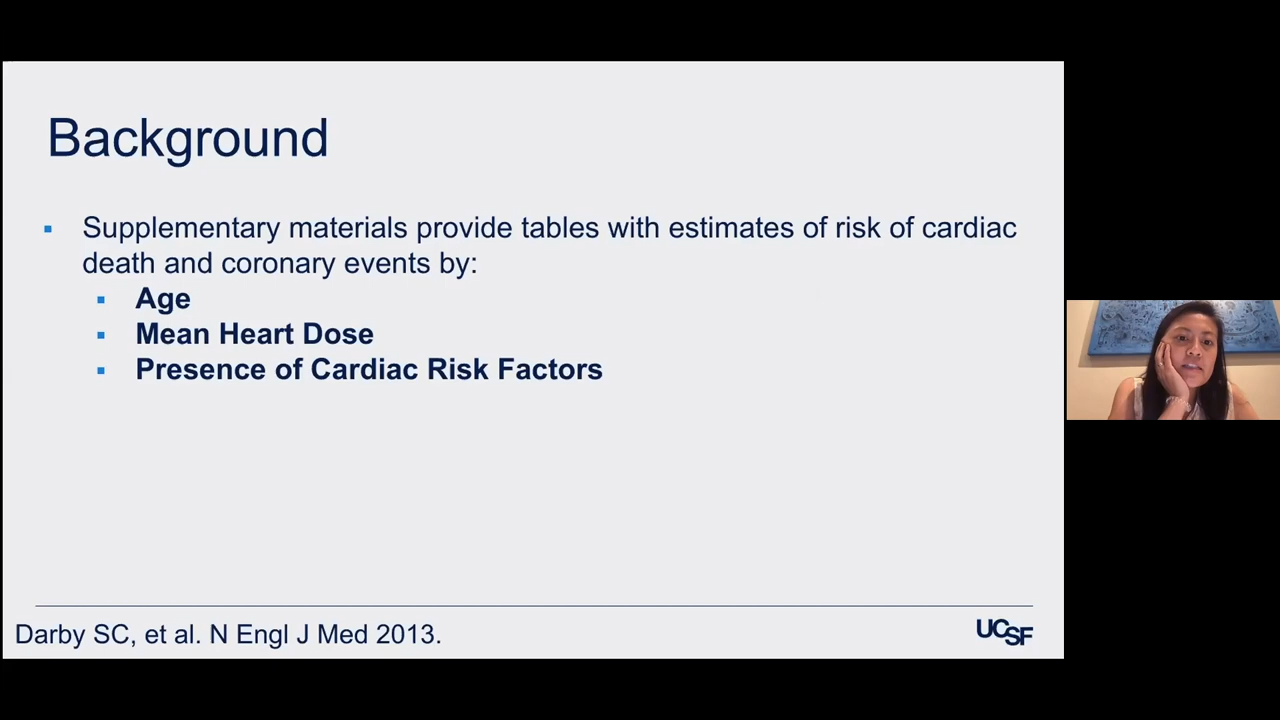 Background
▪ Supplementary materials provide tables with estimates of risk of cardiac
death and coronary events by:
▪ Age
▪ Mean Heart Dose
▪ Presence of Cardiac Risk Factors
Darby SC, et al. N Engl J Med 2013.
UCSF